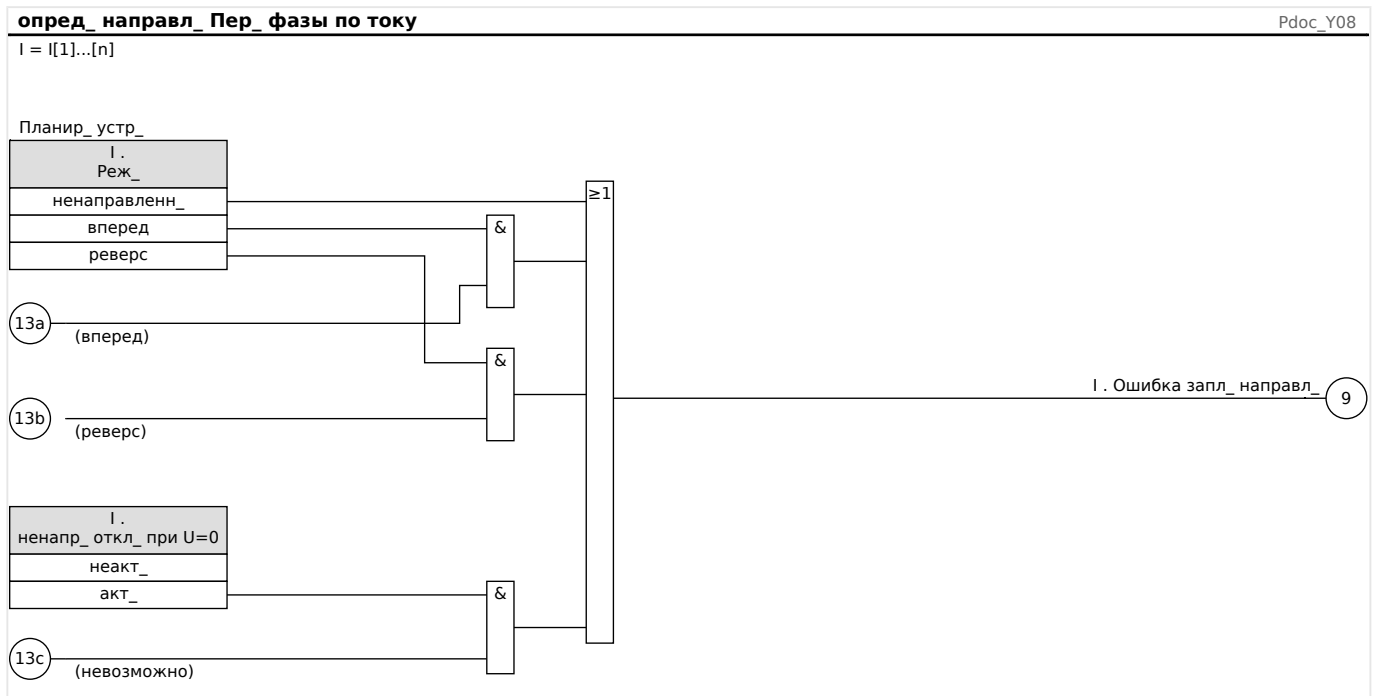 опред_ направл_ Пер_ фазы по току
Pdoc_Y08
I = I[1]...[n]
Планир_ устр_
I .
Реж_
ненаправленн_
вперед
реверс
≥1
&
13a
(вперед)
&
13b
(реверс)
I . Ошибка запл_ направл_
9
I .
ненапр_ откл_ при U=0
неакт_
акт_
&
13c
(невозможно)